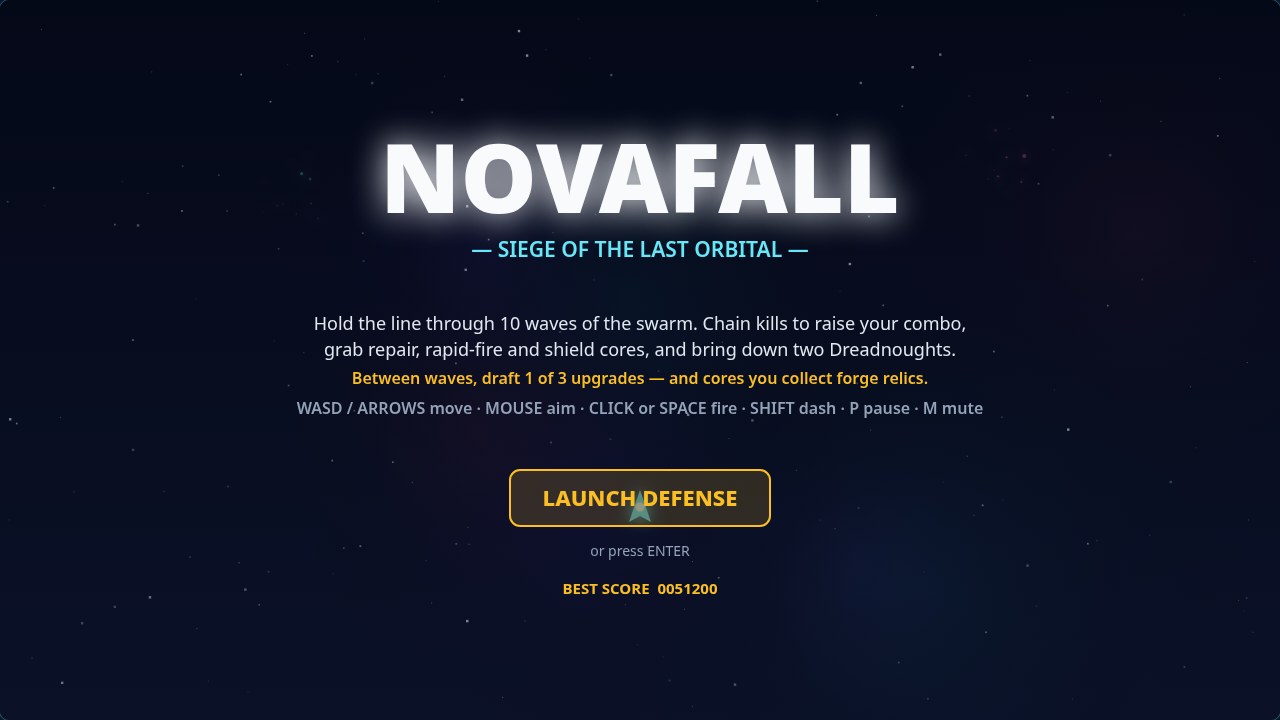 NOVAFALL
— SIEGE OF THE LAST ORBITAL —
Hold the line through 10 waves of the swarm. Chain kills to raise your combo,
grab repair, rapid-fire and shield cores, and bring down two Dreadnoughts.
Between waves, draft 1 of 3 upgrades — and cores you collect forge relics.
WASD / ARROWS move · MOUSE aim · CLICK or SPACE fire · SHIFT dash · P pause · M mute
LAUNCH DEFENSE
or press ENTER
BEST SCORE 0051200